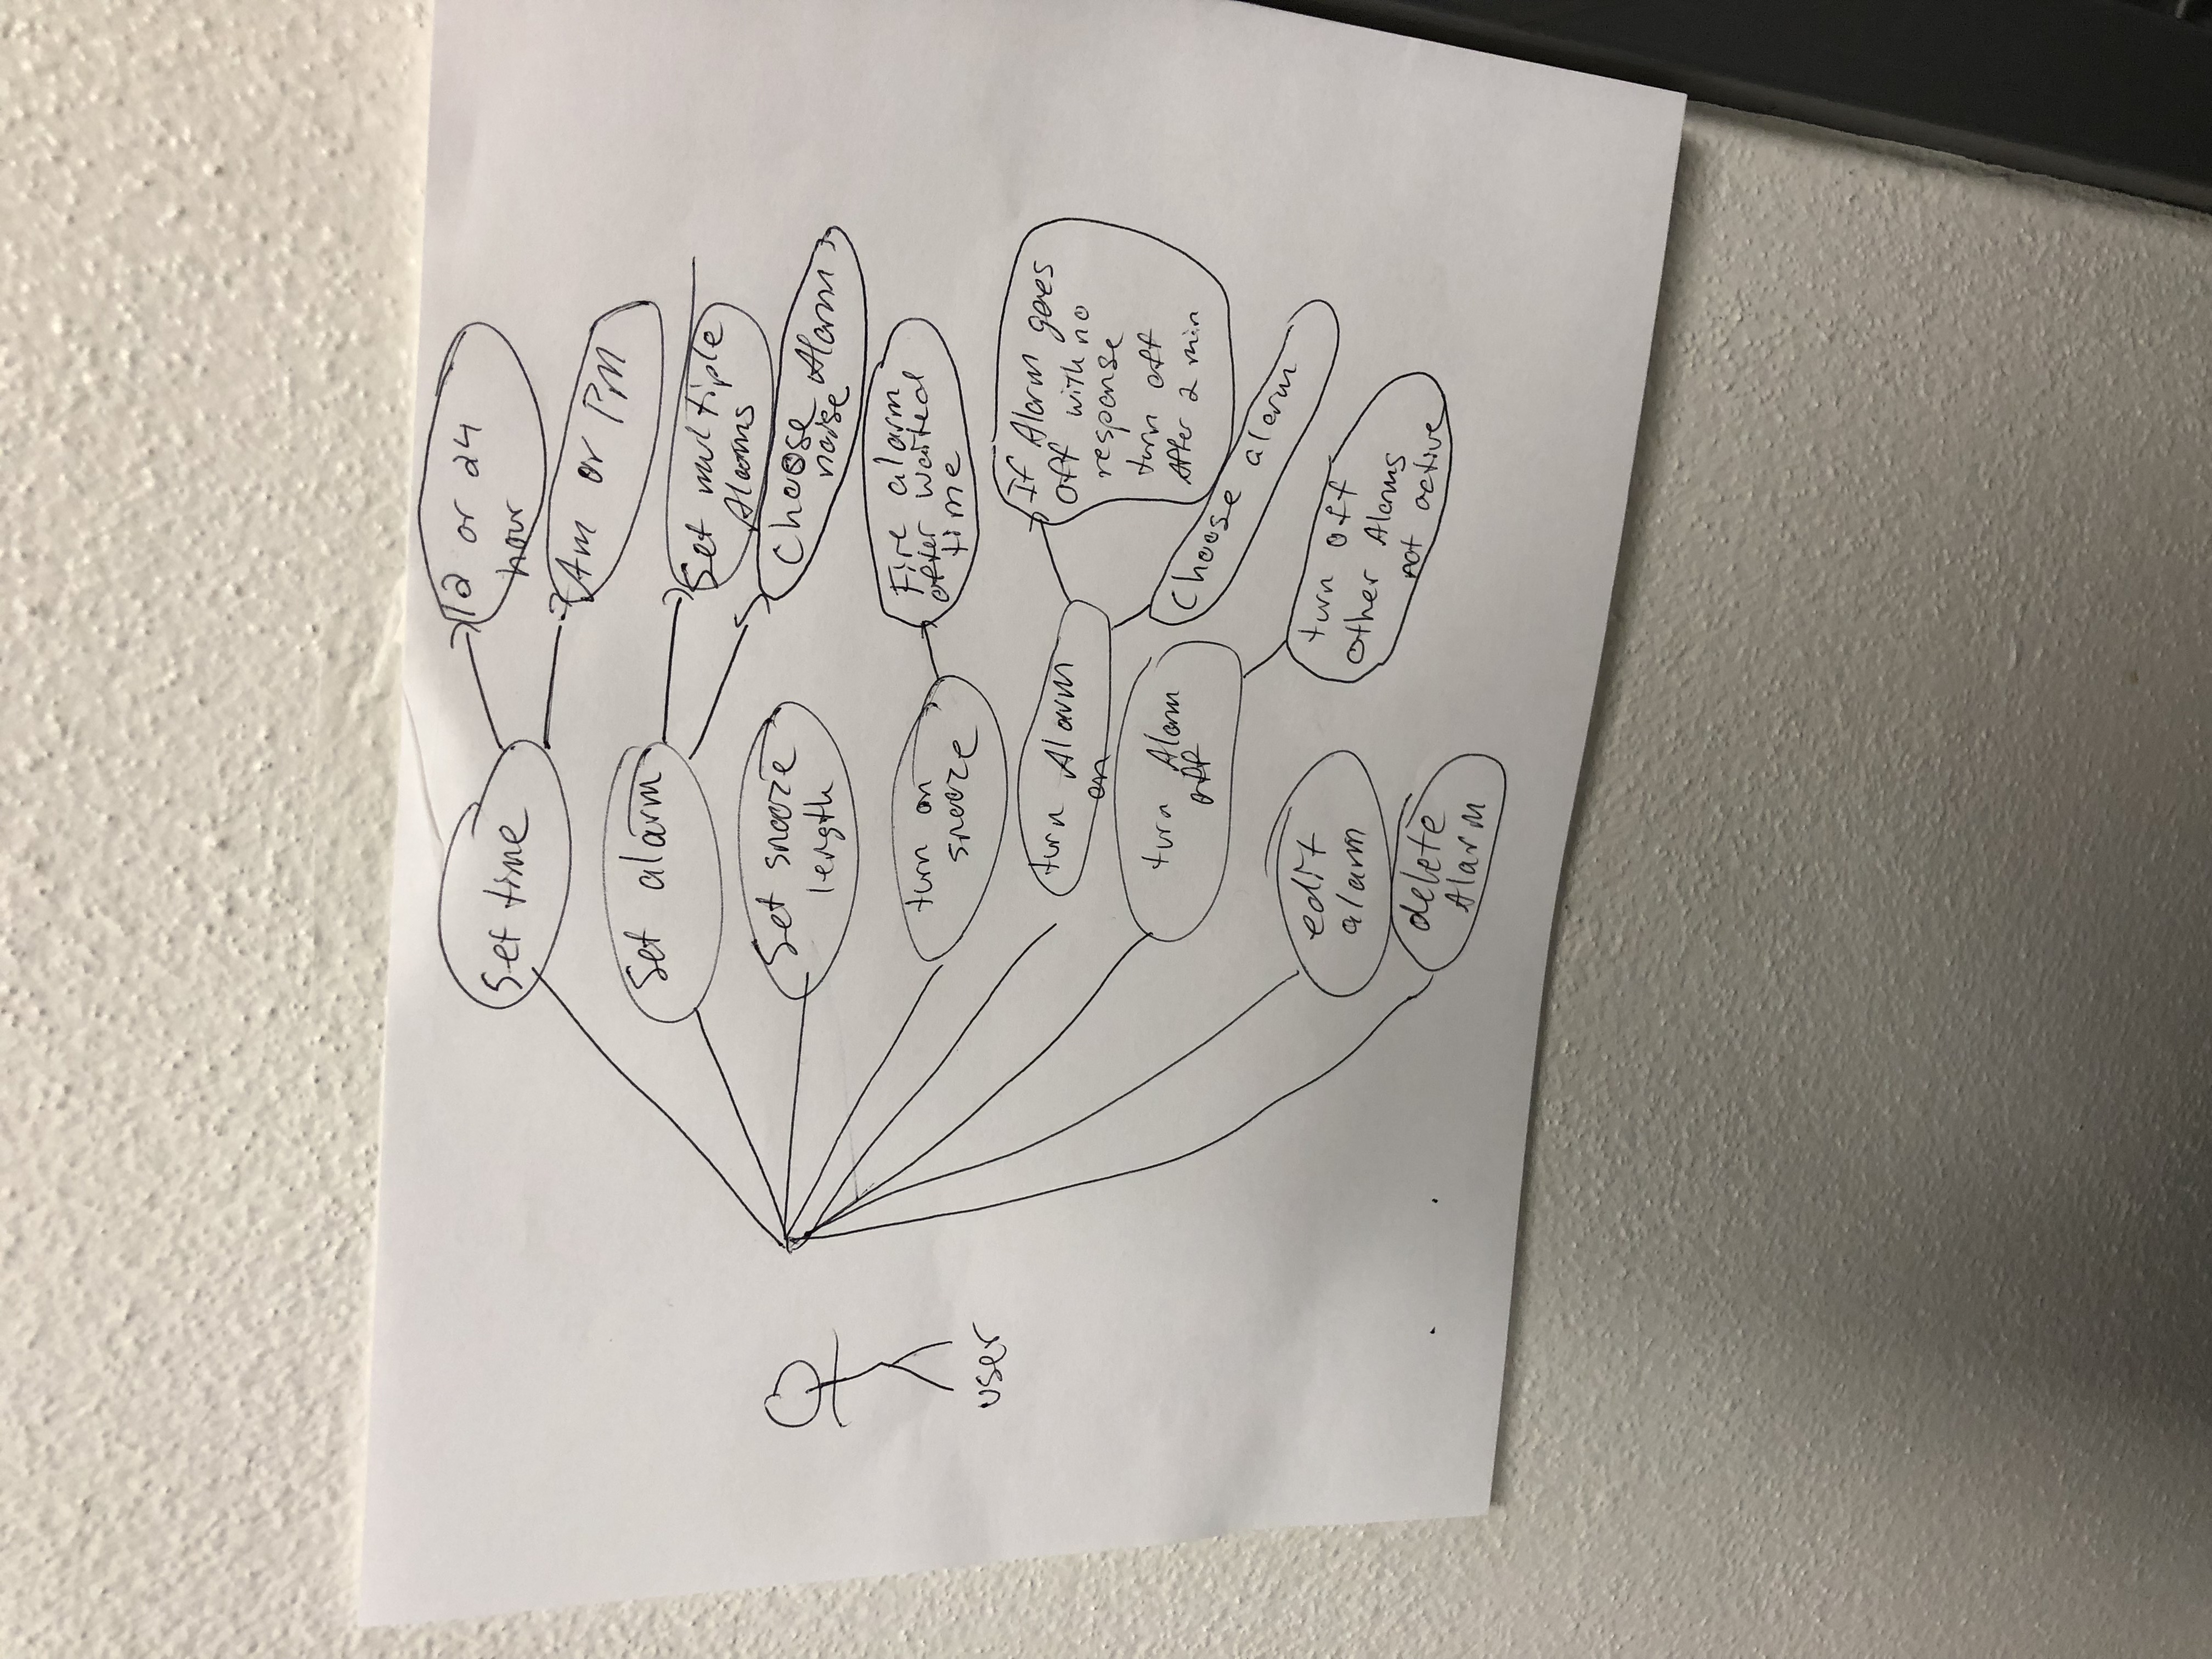 Set time
12 or 24
hour
Am or PM
Set alarm
Set multiple
Alarms
Choose Alarm
noise
Set snooze
length
turn on
snooze
Fire alarm
after waited
time
user
turn Alarm
on
If Alarm goes
off with no
response
turn off
After 2 min
turn Alarm
off
Choose alarm
edit
alarm
turn off
other Alarms
not active
delete
Alarm